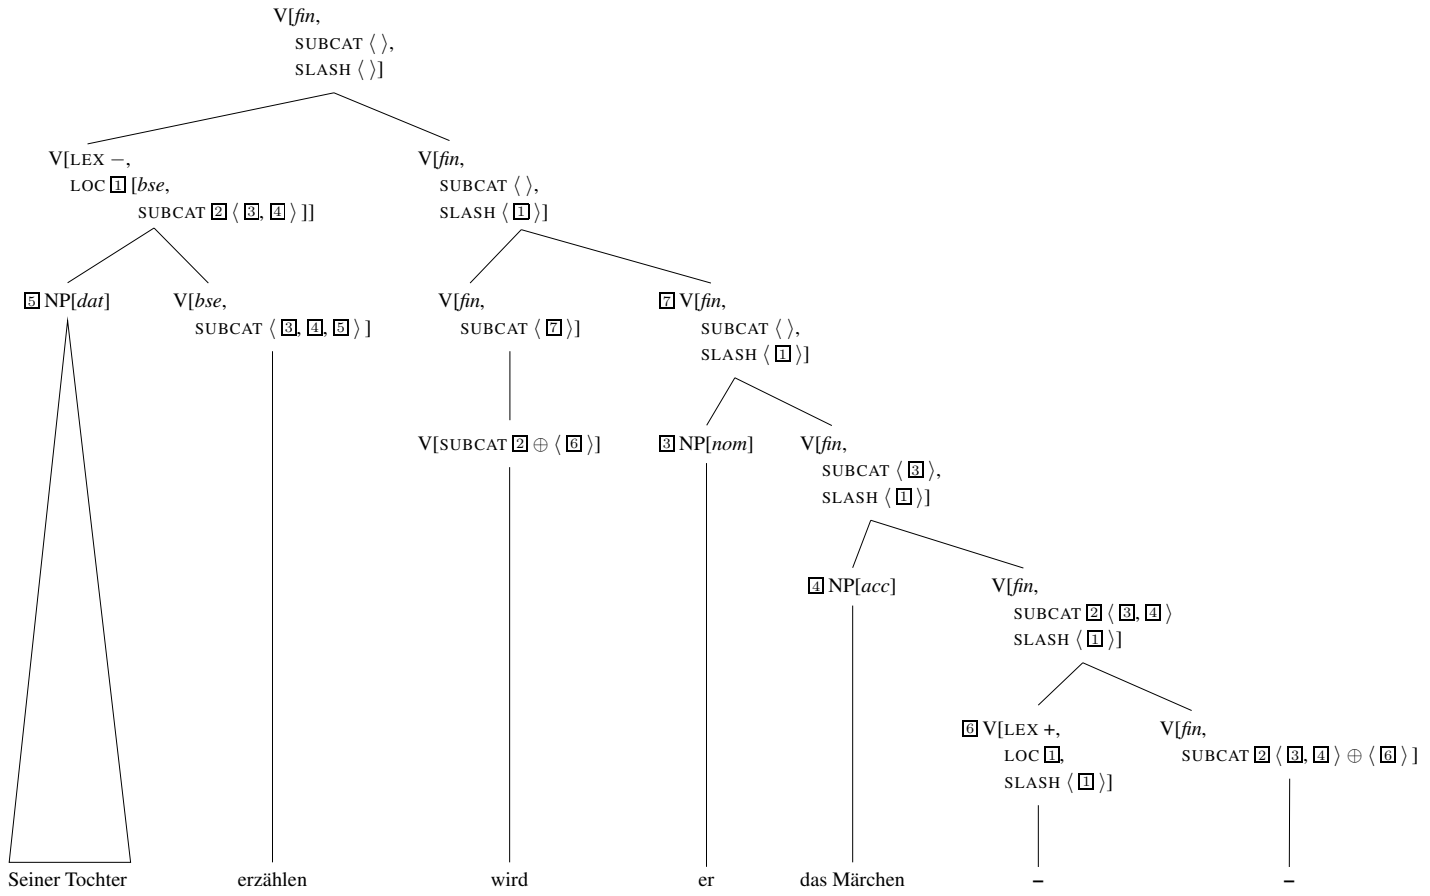 V[fin,
SUBCAT ⟨ ⟩,
SLASH ⟨ ⟩]
V[LEX −,
LOC 1 [bse,
SUBCAT 2 ⟨ 3, 4 ⟩ ]]
V[fin,
SUBCAT ⟨ ⟩,
SLASH ⟨ 1 ⟩]
5 NP[dat]
V[bse,
SUBCAT ⟨ 3, 4, 5 ⟩ ]
V[fin,
SUBCAT ⟨ 7 ⟩]
7 V[fin,
SUBCAT ⟨ ⟩,
SLASH ⟨ 1 ⟩]
V[SUBCAT 2 ⊕ ⟨ 6 ⟩]
3 NP[nom]
V[fin,
SUBCAT ⟨ 3 ⟩,
SLASH ⟨ 1 ⟩]
4 NP[acc]
V[fin,
SUBCAT 2 ⟨ 3, 4 ⟩
SLASH ⟨ 1 ⟩]
6 V[LEX +,
LOC 1,
SLASH ⟨ 1 ⟩]
V[fin,
SUBCAT 2 ⟨ 3, 4 ⟩ ⊕ ⟨ 6 ⟩ ]
Seiner Tochter erzählen wird er das Märchen – –